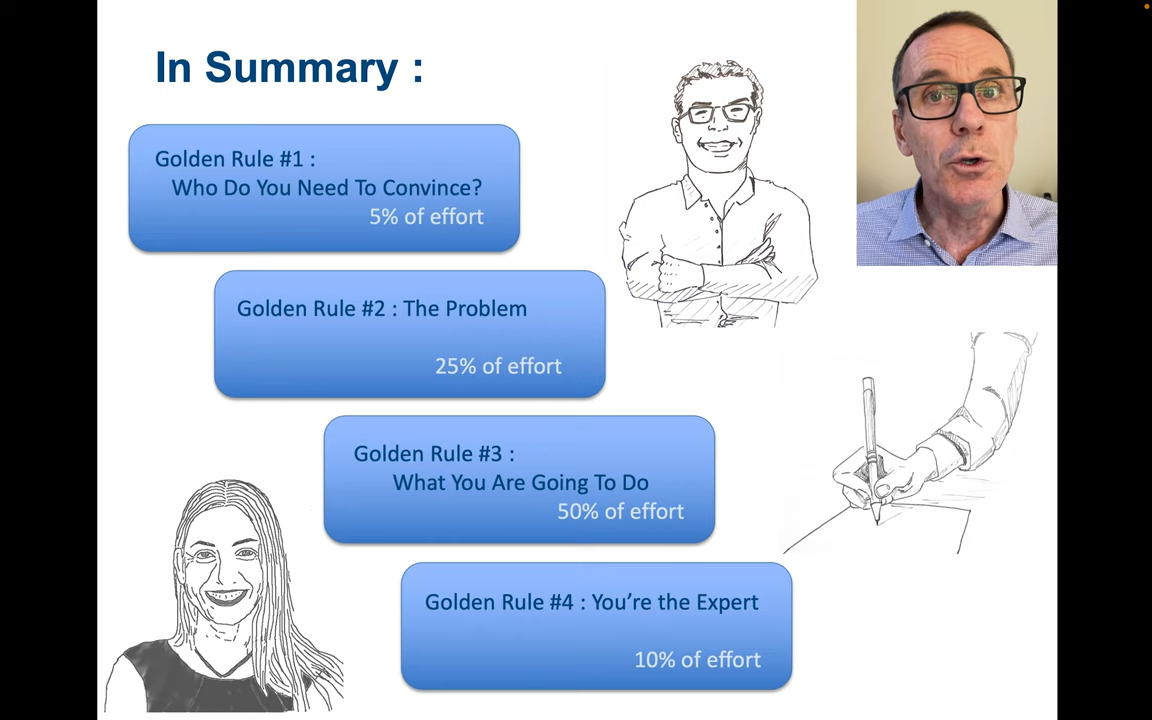 In Summary :
Golden Rule #1 :
Who Do You Need To Convince?
5% of effort
Golden Rule #2 : The Problem
25% of effort
Golden Rule #3 :
What You Are Going To Do
50% of effort
Golden Rule #4 : You’re the Expert
10% of effort